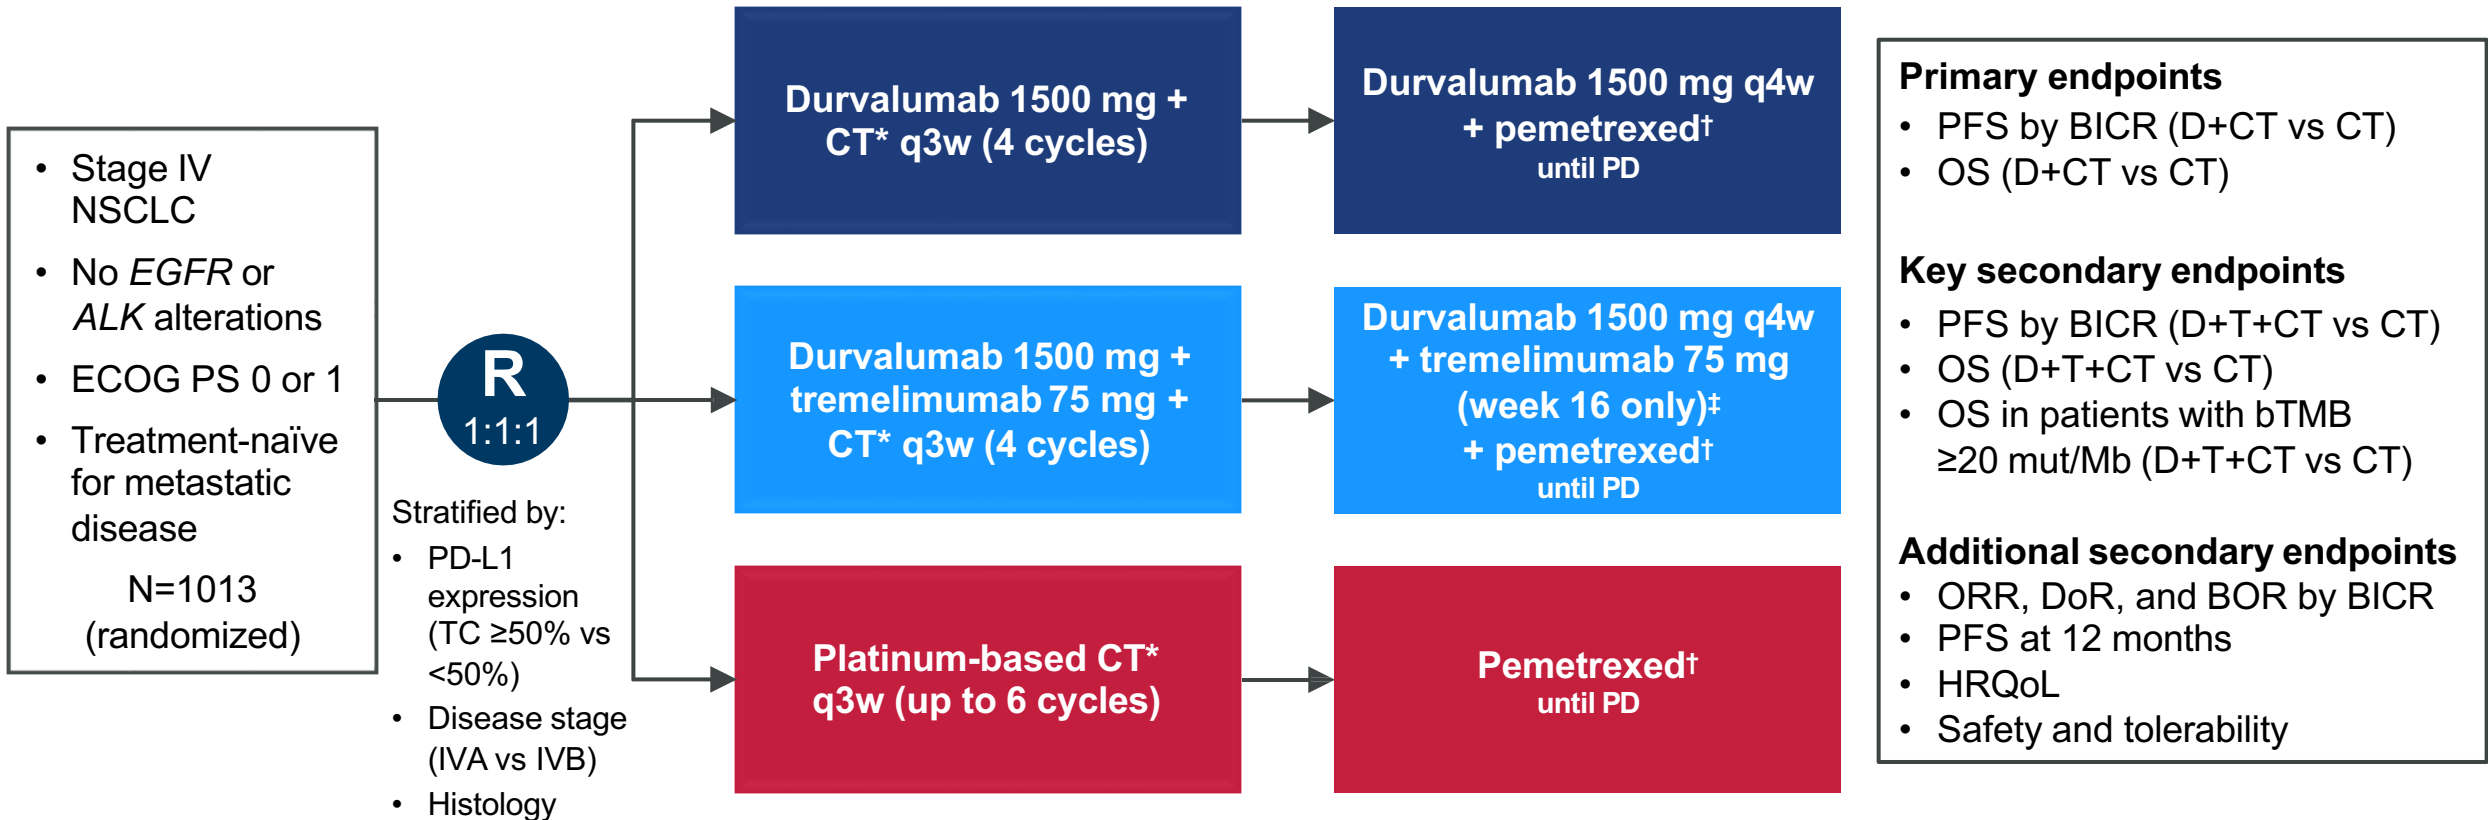 • Stage IV
NSCLC
• No EGFR or
ALK alterations
• ECOG PS 0 or 1
• Treatment-naïve
for metastatic
disease
N=1013
(randomized)
R
1:1:1
Stratified by:
• PD-L1
expression
(TC ≥50% vs
<50%)
• Disease stage
(IVA vs IVB)
• Histology
Durvalumab 1500 mg +
CT* q3w (4 cycles)
Durvalumab 1500 mg q4w
+ pemetrexed†
until PD
Durvalumab 1500 mg +
tremelimumab 75 mg +
CT* q3w (4 cycles)
Durvalumab 1500 mg q4w
+ tremelimumab 75 mg
(week 16 only)‡
+ pemetrexed†
until PD
Platinum-based CT*
q3w (up to 6 cycles)
Pemetrexed†
until PD
Primary endpoints
• PFS by BICR (D+CT vs CT)
• OS (D+CT vs CT)
Key secondary endpoints
• PFS by BICR (D+T+CT vs CT)
• OS (D+T+CT vs CT)
• OS in patients with bTMB
≥20 mut/Mb (D+T+CT vs CT)
Additional secondary endpoints
• ORR, DoR, and BOR by BICR
• PFS at 12 months
• HRQoL
• Safety and tolerability